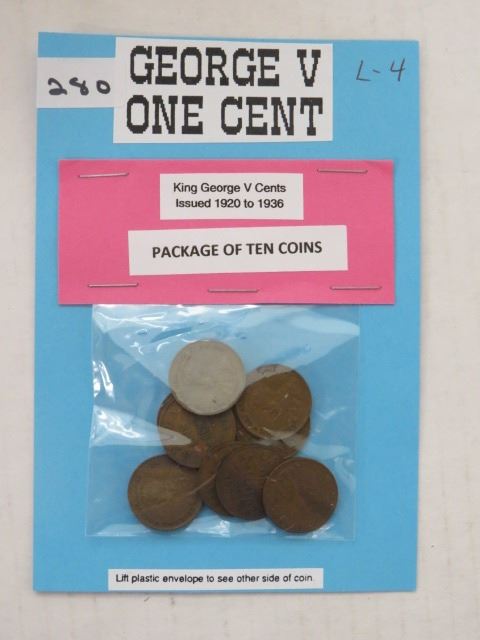 280
GEORGE V
ONE CENT
L-4
King George V Cents
Issued 1920 to 1936
PACKAGE OF TEN COINS
Lift plastic envelope to see other side of coin.